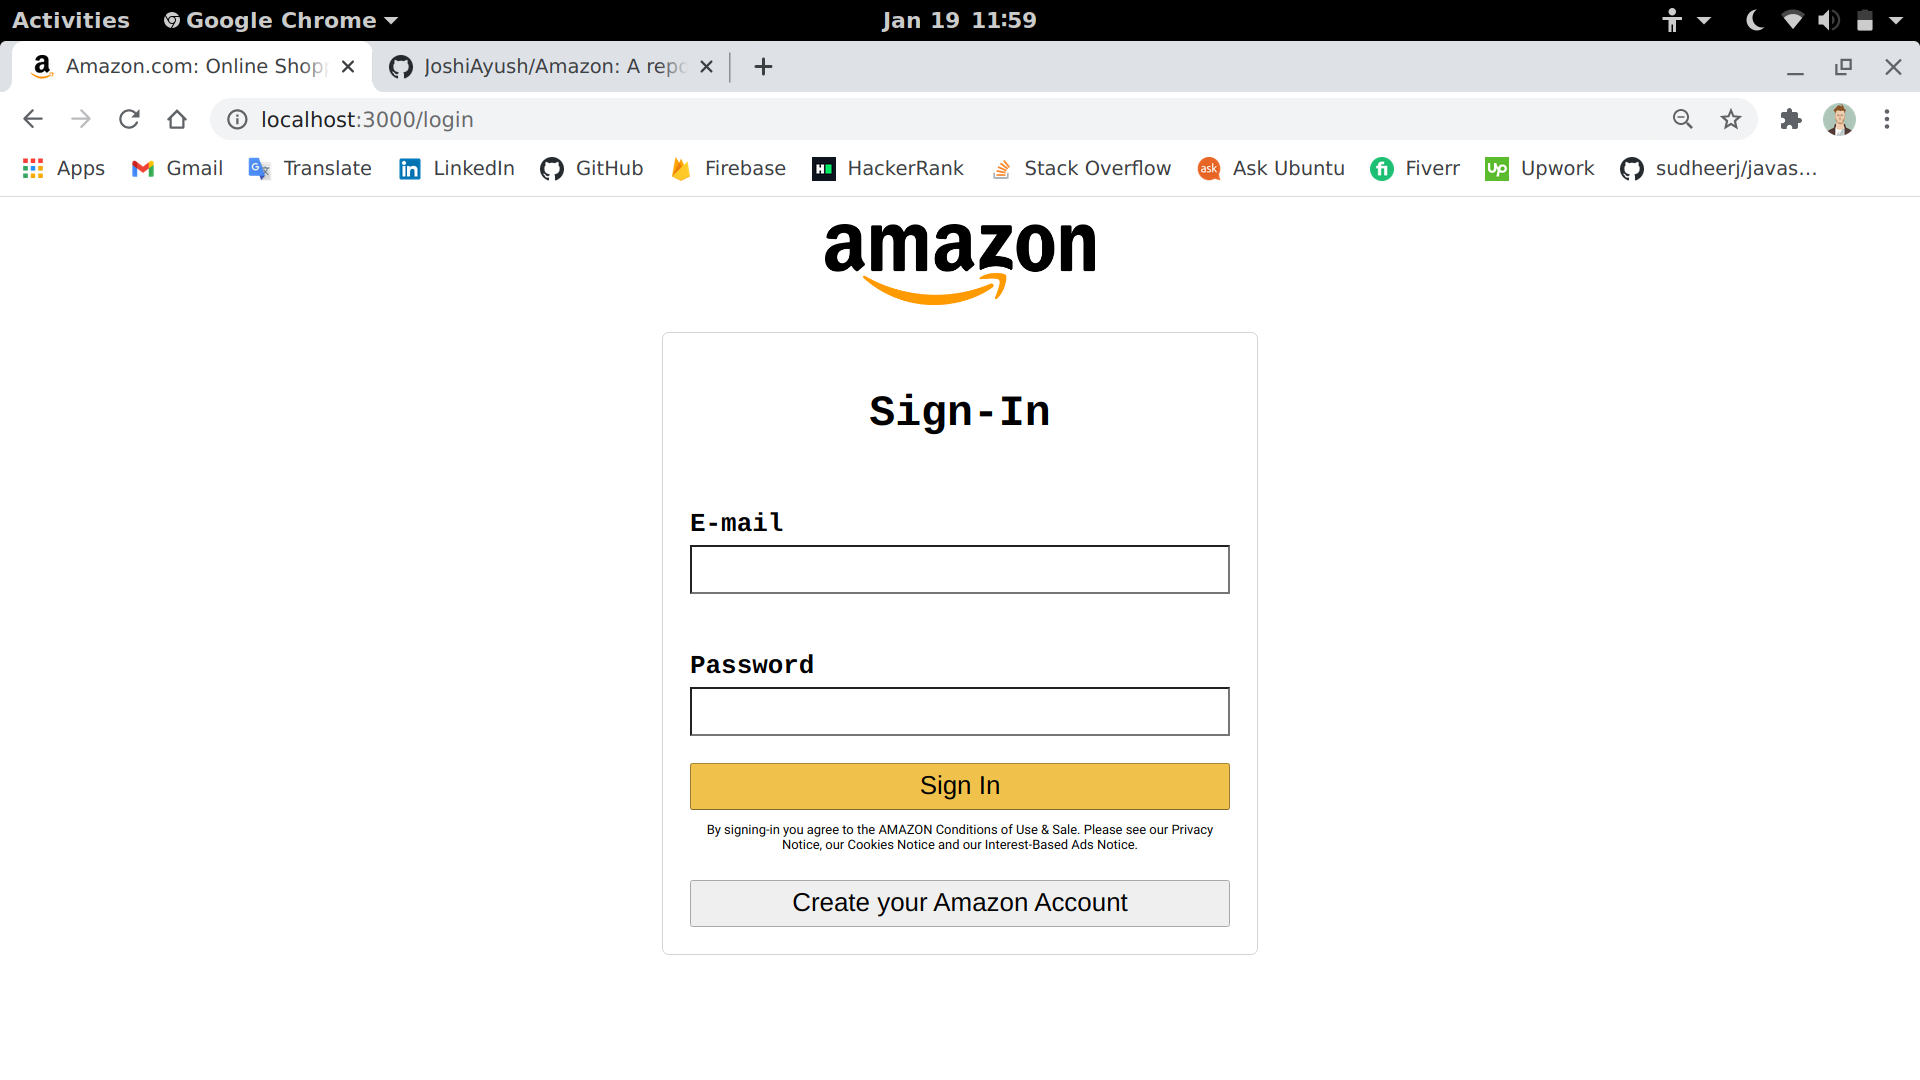 Activities Google Chrome Jan 19 11:59
Amazon.com: Online Shop JoshiAyush/Amazon: A repo
localhost:3000/login
Apps Gmail Translate LinkedIn GitHub Firebase HackerRank Stack Overflow Ask Ubuntu Fiverr Upwork sudheerj/javas...
amazon
Sign-In
E-mail
Password
Sign In
By signing-in you agree to the AMAZON Conditions of Use & Sale. Please see our Privacy
Notice, our Cookies Notice and our Interest-Based Ads Notice.
Create your Amazon Account